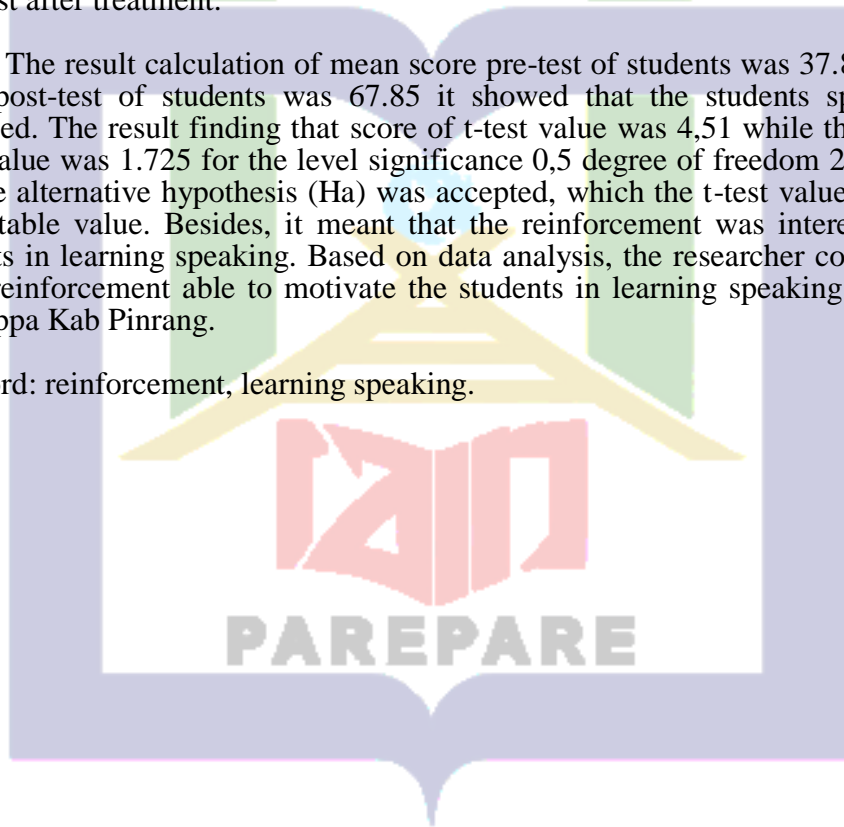 st after treatment.
The result calculation of mean score pre-test of students was 37.8
post-test of students was 67.85 it showed that the students sp
ed. The result finding that score of t-test value was 4,51 while th
alue was 1.725 for the level significance 0,5 degree of freedom 2
e alternative hypothesis (Ha) was accepted, which the t-test value
table value. Besides, it meant that the reinforcement was intere
ts in learning speaking. Based on data analysis, the researcher co
reinforcement able to motivate the students in learning speaking
ppa Kab Pinrang.
ord: reinforcement, learning speaking.
iain
PAREPARE